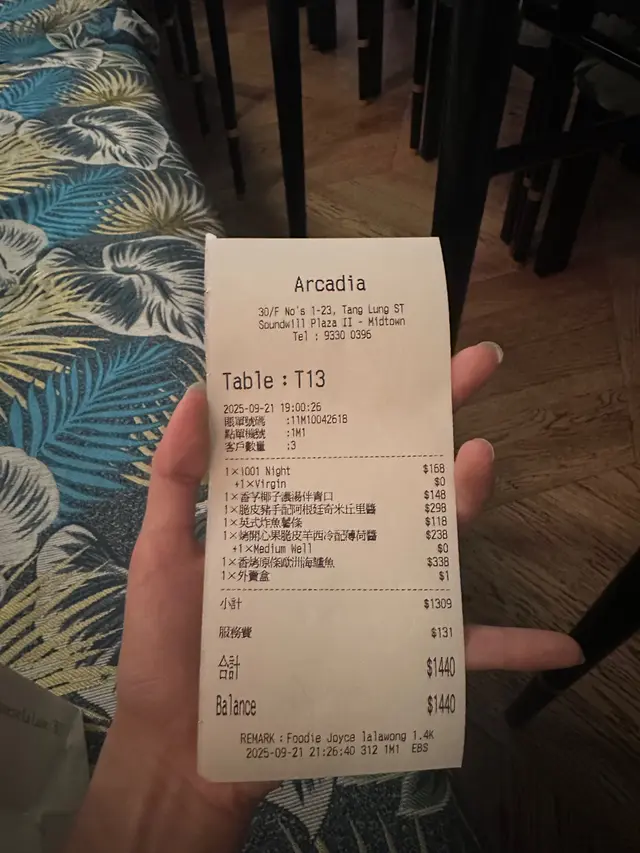 Arcadia
30/F No's 1-23, Tang Lung ST
Soundwill Plaza II - Midtown
Tel : 9330 0396
Table : T13
2025-09-21 19:00:26
賬單號碼 :11M10042618
點單機號 :1M1
客戶數量 :3
1×1001 Night $168
+1×Virgin $0
1×香芋椰子濃湯伴青口 $148
1×脆皮豬手配阿根廷奇米丘里醬 $298
1×英式炸魚薯條 $118
1×烤開心果脆皮羊西冷配薄荷醬 $238
+1×Medium Well $0
1×香烤原條歐洲海鱸魚 $338
1×外賣盒 $1
小計 $1309
服務費 $131
合計 $1440
Balance $1440
REMARK : Foodie Joyce lalawong 1.4K
2025-09-21 21:26:40 312 1M1 EBS